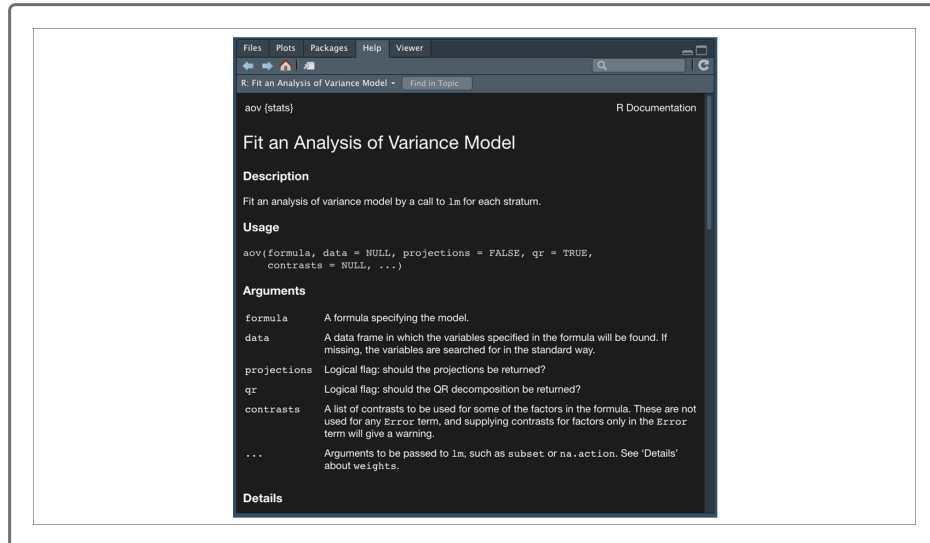 Files Plots Packages Help Viewer
R: Fit an Analysis of Variance Model Find in Topic
aov {stats} R Documentation
Fit an Analysis of Variance Model
Description
Fit an analysis of variance model by a call to lm for each stratum.
Usage
aov(formula, data = NULL, projections = FALSE, qr = TRUE,
contrasts = NULL, ...)
Arguments
formula A formula specifying the model.
data A data frame in which the variables specified in the formula will be found. If
missing, the variables are searched for in the standard way.
projections Logical flag: should the projections be returned?
qr Logical flag: should the QR decomposition be returned?
contrasts A list of contrasts to be used for some of the factors in the formula. These are not
used for any Error term, and supplying contrasts for factors only in the Error
term will give a warning.
... Arguments to be passed to lm, such as subset or na.action. See ‘Details’
about weights.
Details